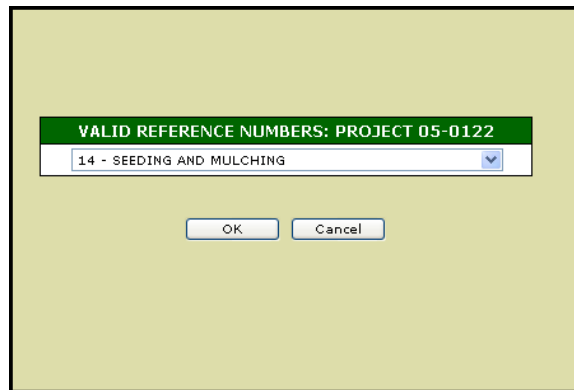 VALID REFERENCE NUMBERS: PROJECT 05-0122
14 - SEEDING AND MULCHING
OK Cancel